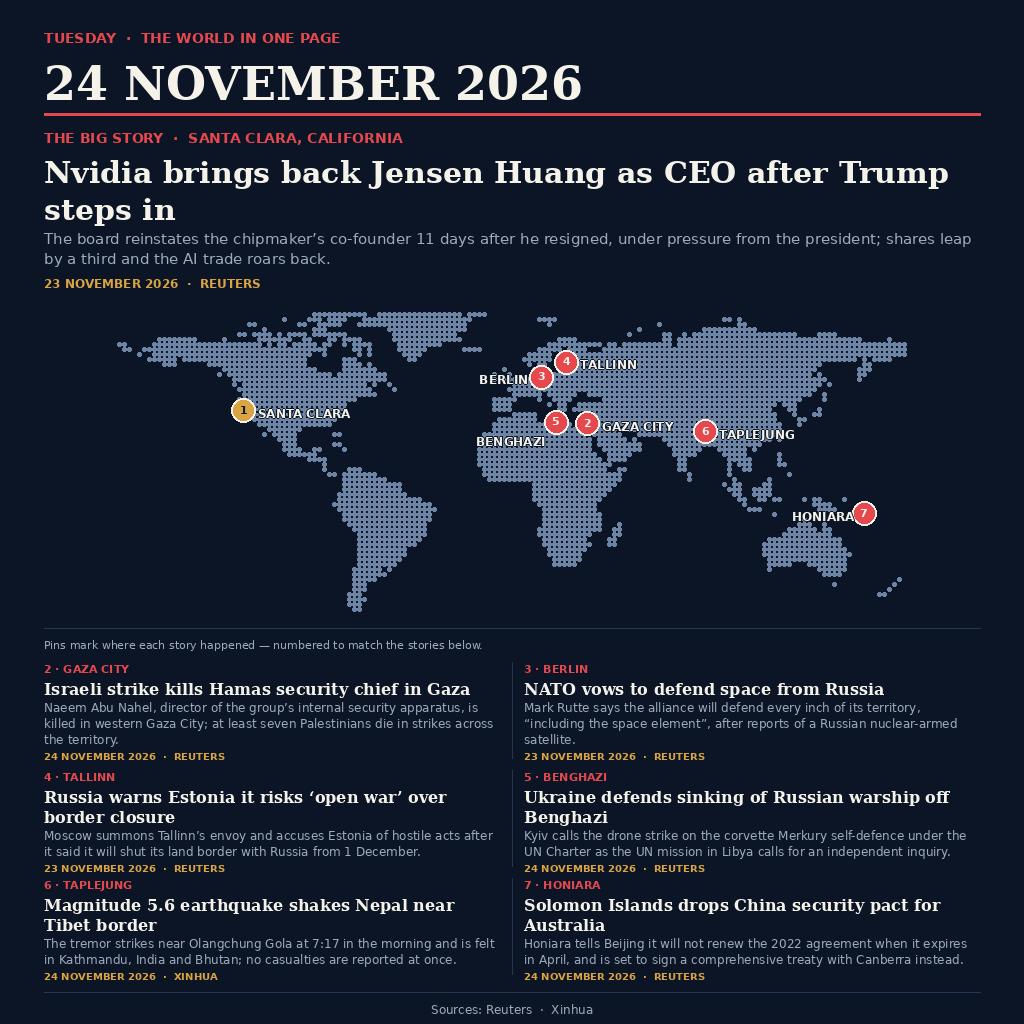 TUESDAY · THE WORLD IN ONE PAGE
24 NOVEMBER 2026
THE BIG STORY · SANTA CLARA, CALIFORNIA
Nvidia brings back Jensen Huang as CEO after Trump
steps in
The board reinstates the chipmaker’s co-founder 11 days after he resigned, under pressure from the president; shares leap
by a third and the AI trade roars back.
23 NOVEMBER 2026 · REUTERS
4 TALLINN
BERLIN 3
1 SANTA CLARA
5 2 GAZA CITY
BENGHAZI
6 TAPLEJUNG
HONIARA 7
Pins mark where each story happened — numbered to match the stories below.
2 · GAZA CITY
Israeli strike kills Hamas security chief in Gaza
Naeem Abu Nahel, director of the group’s internal security apparatus, is
killed in western Gaza City; at least seven Palestinians die in strikes across
the territory.
24 NOVEMBER 2026 · REUTERS
3 · BERLIN
NATO vows to defend space from Russia
Mark Rutte says the alliance will defend every inch of its territory,
“including the space element”, after reports of a Russian nuclear-armed
satellite.
23 NOVEMBER 2026 · REUTERS
4 · TALLINN
Russia warns Estonia it risks ‘open war’ over
border closure
Moscow summons Tallinn’s envoy and accuses Estonia of hostile acts after
it said it will shut its land border with Russia from 1 December.
23 NOVEMBER 2026 · REUTERS
5 · BENGHAZI
Ukraine defends sinking of Russian warship off
Benghazi
Kyiv calls the drone strike on the corvette Merkury self-defence under the
UN Charter as the UN mission in Libya calls for an independent inquiry.
24 NOVEMBER 2026 · REUTERS
6 · TAPLEJUNG
Magnitude 5.6 earthquake shakes Nepal near
Tibet border
The tremor strikes near Olangchung Gola at 7:17 in the morning and is felt
in Kathmandu, India and Bhutan; no casualties are reported at once.
24 NOVEMBER 2026 · XINHUA
7 · HONIARA
Solomon Islands drops China security pact for
Australia
Honiara tells Beijing it will not renew the 2022 agreement when it expires
in April, and is set to sign a comprehensive treaty with Canberra instead.
24 NOVEMBER 2026 · REUTERS
Sources: Reuters · Xinhua